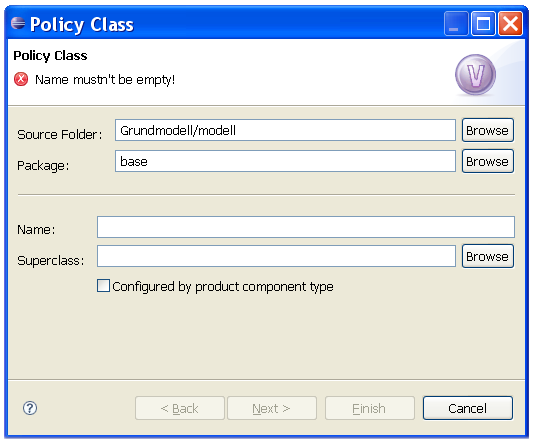 Policy Class
Policy Class
Name mustn't be empty!
V
Source Folder: Grundmodell/modell Browse
Package: base Browse
Name:
Superclass: Browse
Configured by product component type
? < Back Next > Finish Cancel